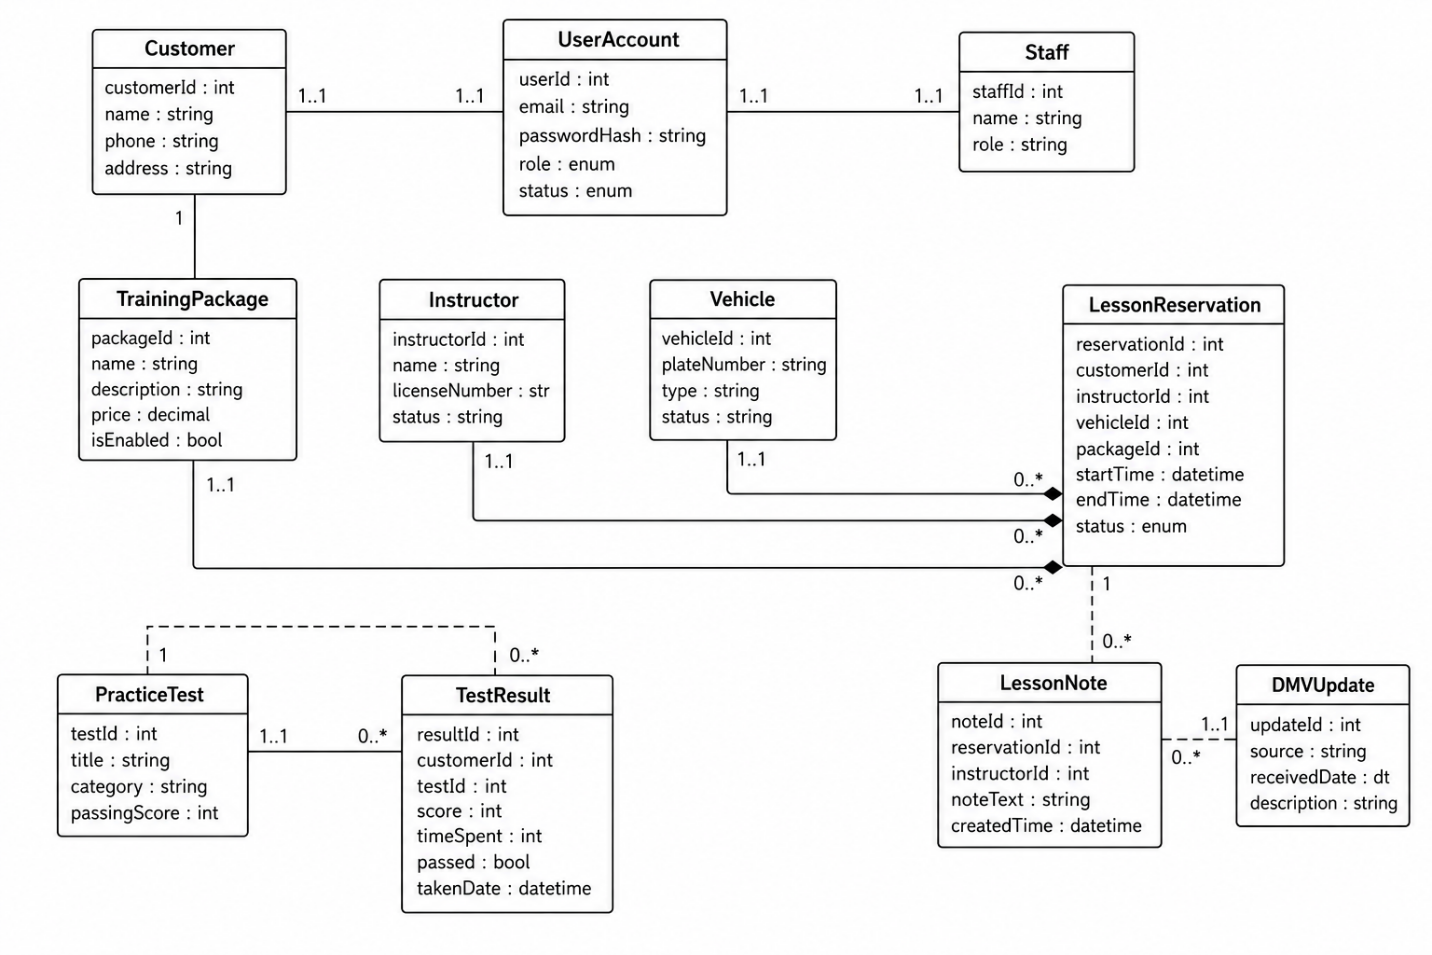 Customer
customerId : int
name : string
phone : string
address : string
1..1
1..1
UserAccount
userId : int
email : string
passwordHash : string
role : enum
status : enum
1..1
1..1
Staff
staffId : int
name : string
role : string
1
TrainingPackage
packageId : int
name : string
description : string
price : decimal
isEnabled : bool
1..1
Instructor
instructorId : int
name : string
licenseNumber : str
status : string
1..1
Vehicle
vehicleId : int
plateNumber : string
type : string
status : string
1..1
0..*
0..*
0..*
LessonReservation
reservationId : int
customerId : int
instructorId : int
vehicleId : int
packageId : int
startTime : datetime
endTime : datetime
status : enum
1
0..*
1
0..*
PracticeTest
testId : int
title : string
category : string
passingScore : int
1..1
0..*
TestResult
resultId : int
customerId : int
testId : int
score : int
timeSpent : int
passed : bool
takenDate : datetime
LessonNote
noteId : int
reservationId : int
instructorId : int
noteText : string
createdTime : datetime
1..1
0..*
DMVUpdate
updateId : int
source : string
receivedDate : dt
description : string